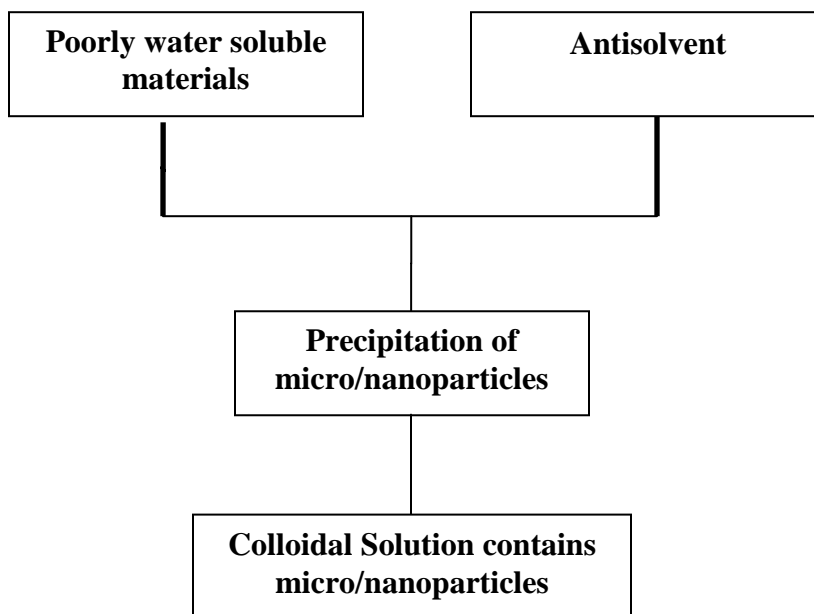 Poorly water soluble
materials
Antisolvent
Precipitation of
micro/nanoparticles
Colloidal Solution contains
micro/nanoparticles